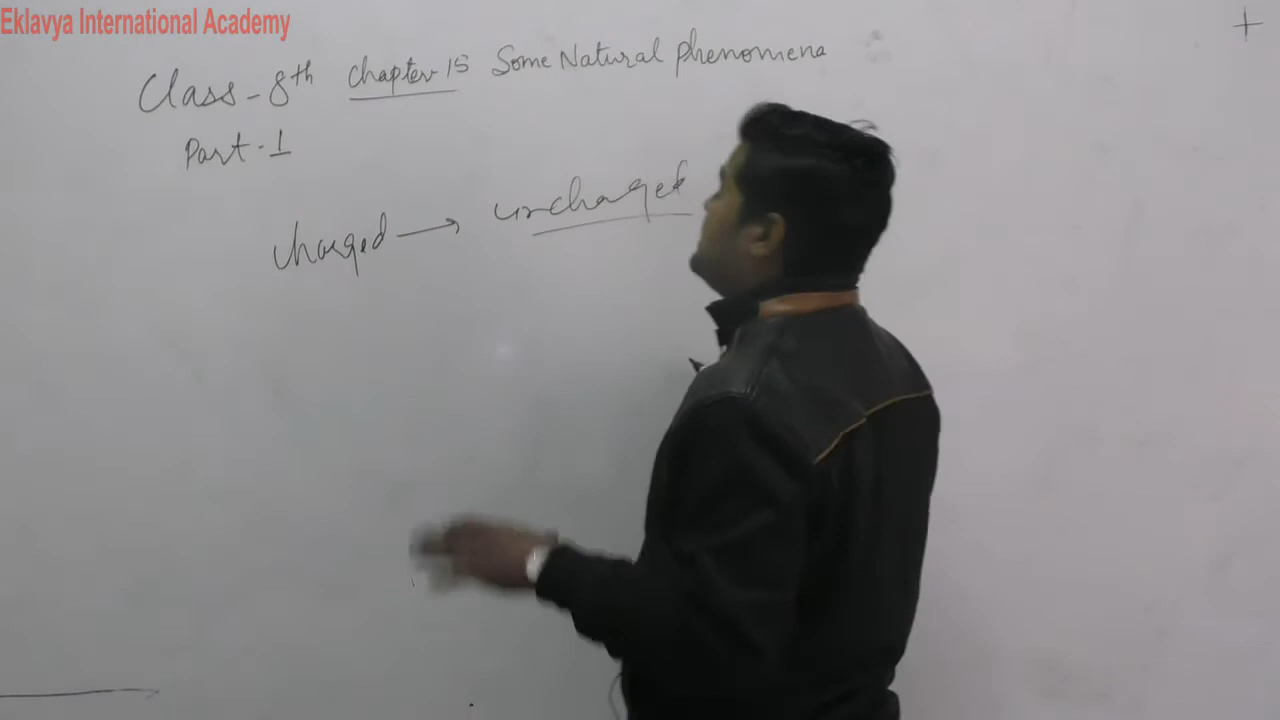 Eklavya International Academy
+
Class-8th Chapter 15 Some Natural Phenomena
Part-1
charged → uncharged